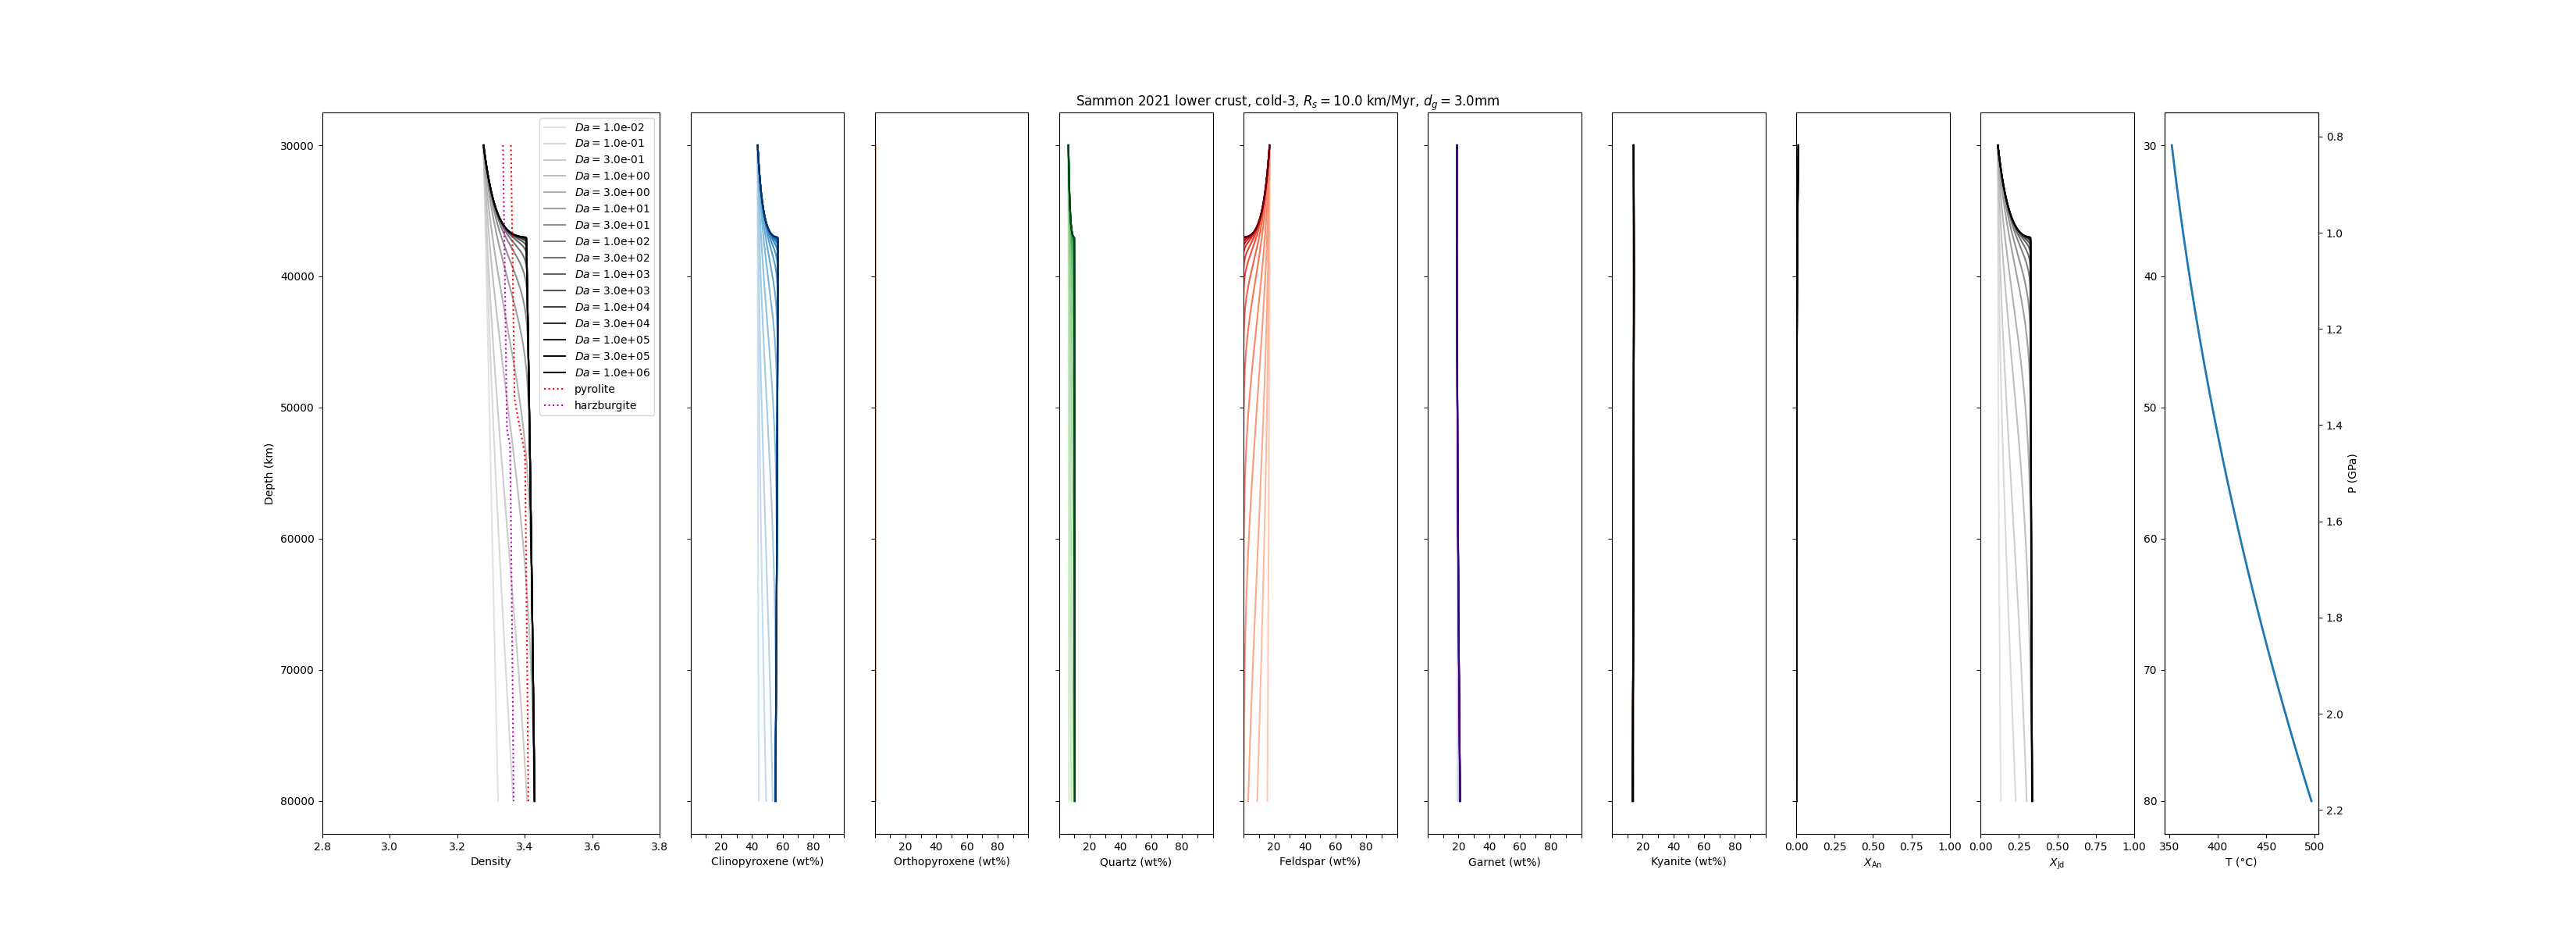 Sammon 2021 lower crust, cold-3, R_s = 10.0 km/Myr, d_g = 3.0mm
Da = 1.0e-02
Da = 1.0e-01
Da = 3.0e-01
Da = 1.0e+00
Da = 3.0e+00
Da = 1.0e+01
Da = 3.0e+01
Da = 1.0e+02
Da = 3.0e+02
Da = 1.0e+03
Da = 3.0e+03
Da = 1.0e+04
Da = 3.0e+04
Da = 1.0e+05
Da = 3.0e+05
Da = 1.0e+06
pyrolite
harzburgite
Depth (km)
30000
40000
50000
60000
70000
80000
2.8 3.0 3.2 3.4 3.6 3.8
Density
20 40 60 80
Clinopyroxene (wt%)
20 40 60 80
Orthopyroxene (wt%)
20 40 60 80
Quartz (wt%)
20 40 60 80
Feldspar (wt%)
20 40 60 80
Garnet (wt%)
20 40 60 80
Kyanite (wt%)
0.00 0.25 0.50 0.75 1.00
X_An
0.00 0.25 0.50 0.75 1.00
X_Jd
30
40
50
60
70
80
350 400 450 500
T (°C)
0.8
1.0
1.2
1.4
1.6
1.8
2.0
2.2
P (GPa)